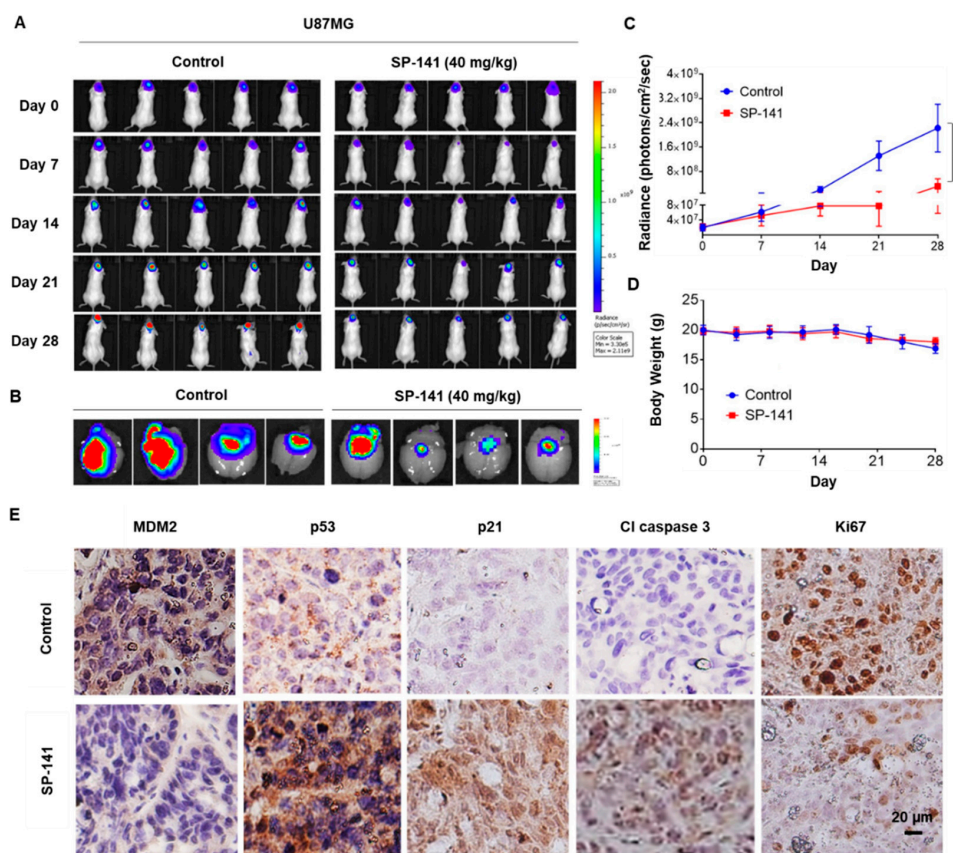 A
U87MG
Control
SP-141 (40 mg/kg)
Day 0
Day 7
Day 14
Day 21
Day 28
2.0
1.5
1.0
0.5
x10⁹
Radiance
(p/sec/cm²/sr)
Color Scale
Min = 3.30e5
Max = 2.11e9
B
Control
SP-141 (40 mg/kg)
C
Radiance (photons/cm²/sec)
4×10⁹
3.2×10⁹
2.4×10⁹
1.6×10⁹
8×10⁸
8×10⁷
4×10⁷
Control
SP-141
0
7
14
21
28
Day
D
Body Weight (g)
25
20
15
10
5
0
Control
SP-141
0
7
14
21
28
Day
E
MDM2
p53
p21
Cl caspase 3
Ki67
Control
SP-141
20 µm